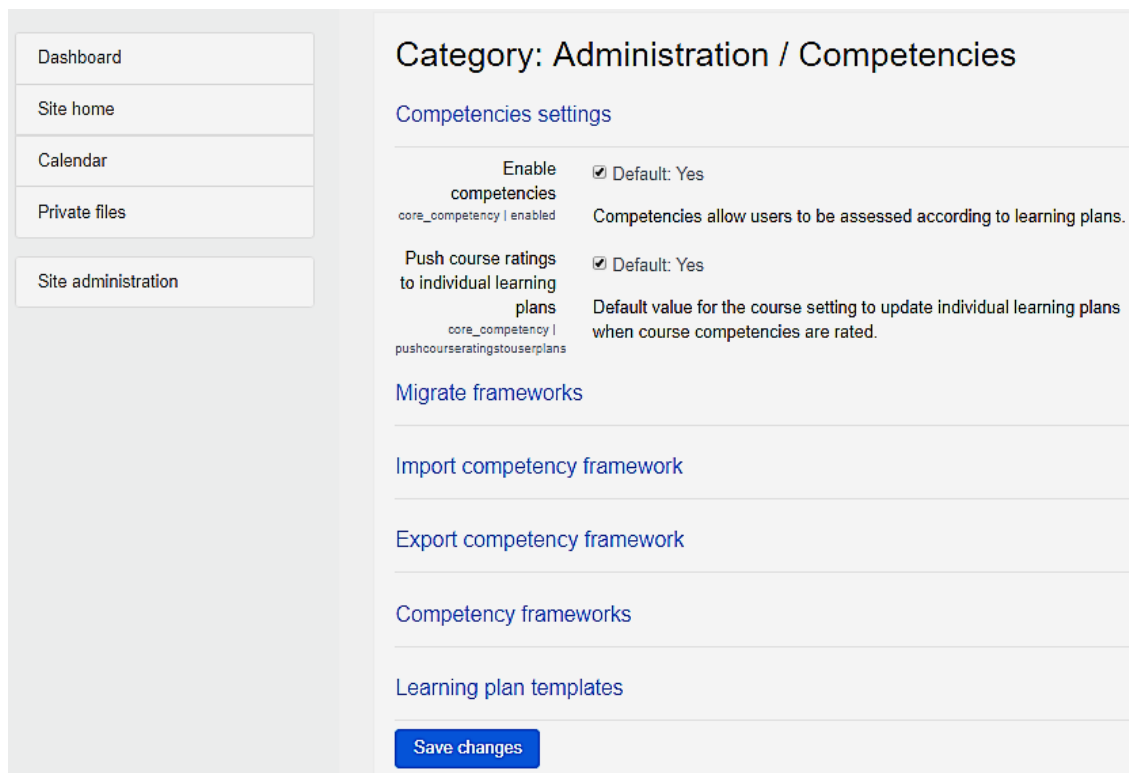 Dashboard
Site home
Calendar
Private files
Site administration
Category: Administration / Competencies
Competencies settings
Enable
competencies
core_competency | enabled
Default: Yes
Competencies allow users to be assessed according to learning plans.
Push course ratings
to individual learning
plans
core_competency |
pushcourseratingstouserplans
Default: Yes
Default value for the course setting to update individual learning plans
when course competencies are rated.
Migrate frameworks
Import competency framework
Export competency framework
Competency frameworks
Learning plan templates
Save changes